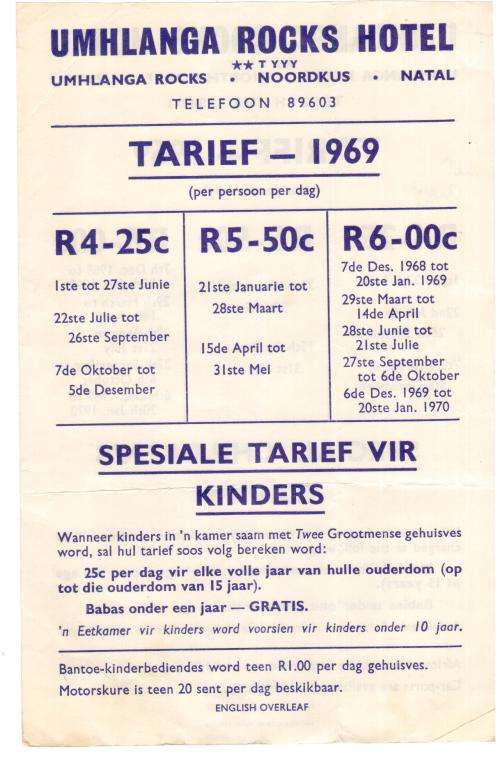 UMHLANGA ROCKS HOTEL
★★ T Y Y Y
UMHLANGA ROCKS • NOORDKUS • NATAL
TELEFOON 89603
TARIEF — 1969
(per persoon per dag)
R4-25c
1ste tot 27ste Junie
22ste Julie tot
26ste September
7de Oktober tot
5de Desember
R5-50c
21ste Januarie tot
28ste Maart
15de April tot
31ste Mei
R6-00c
7de Des. 1968 tot
20ste Jan. 1969
29ste Maart tot
14de April
28ste Junie tot
21ste Julie
27ste September
tot 6de Oktober
6de Des. 1969 tot
20ste Jan. 1970
SPESIALE TARIEF VIR
KINDERS
Wanneer kinders in 'n kamer saam met Twee Grootmense gehuisves
word, sal hul tarief soos volg bereken word:
25c per dag vir elke volle jaar van hulle ouderdom (op
tot die ouderdom van 15 jaar).
Babas onder een jaar — GRATIS.
'n Eetkamer vir kinders word voorsien vir kinders onder 10 jaar.
Bantoe-kinderbediendes word teen R1.00 per dag gehuisves.
Motorskure is teen 20 sent per dag beskikbaar.
ENGLISH OVERLEAF